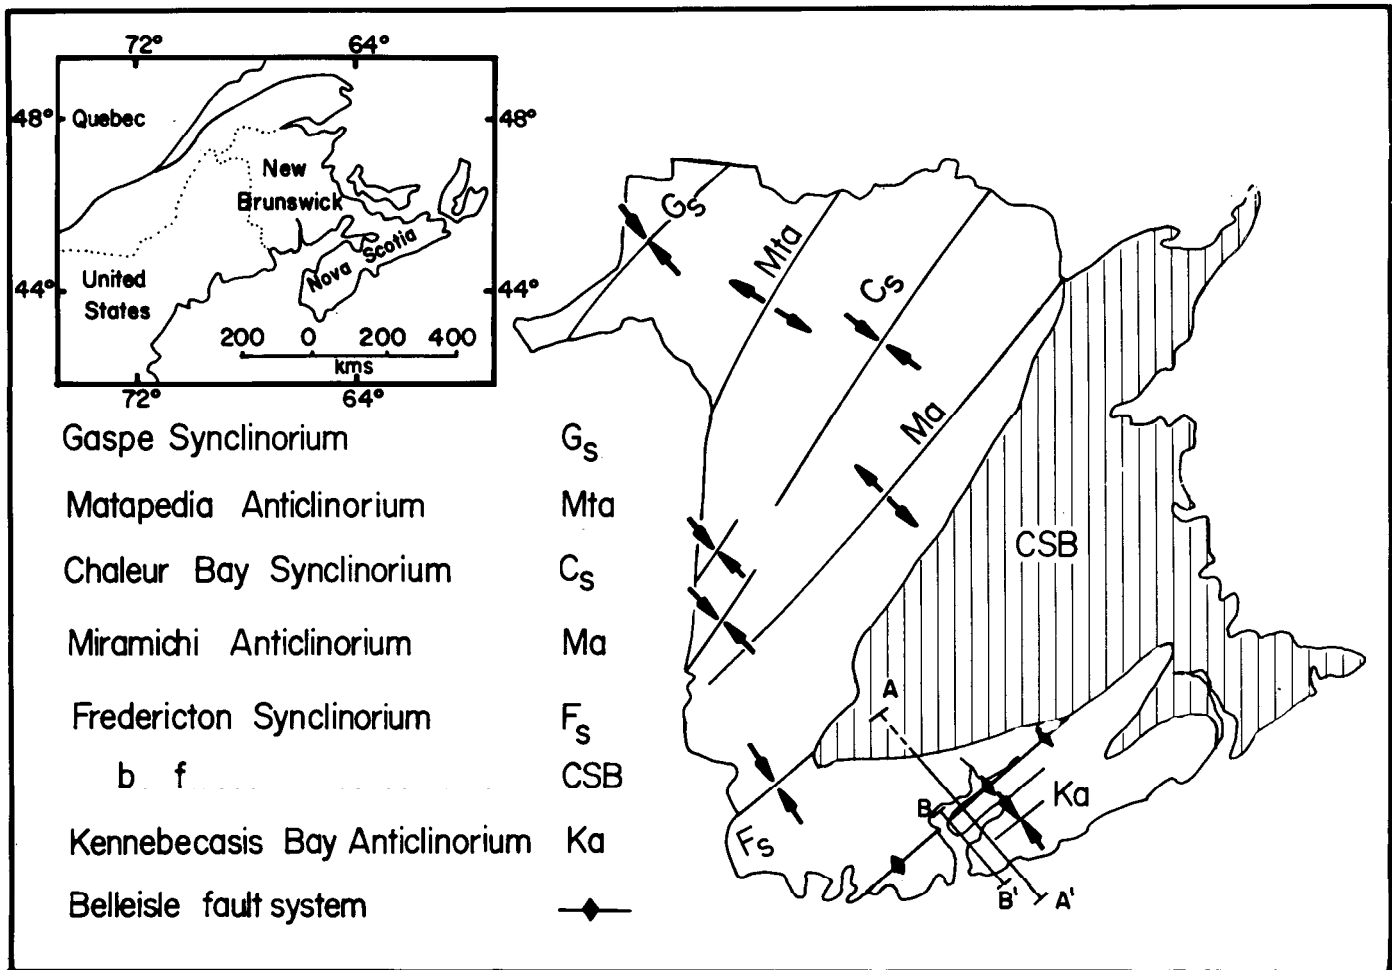 72° 64°
48° Quebec 48°
New
Brunswick
Nova Scotia
United
States
44° 44°
200 0 200 400
kms
72° 64°
Gaspe Synclinorium Gs
Matapedia Anticlinorium Mta
Chaleur Bay Synclinorium Cs
Miramichi Anticlinorium Ma
Fredericton Synclinorium Fs
b f CSB
Kennebecasis Bay Anticlinorium Ka
Belleisle fault system
Gs
Mta
Cs
Ma
CSB
A
B
Ka
Fs
B'
A'